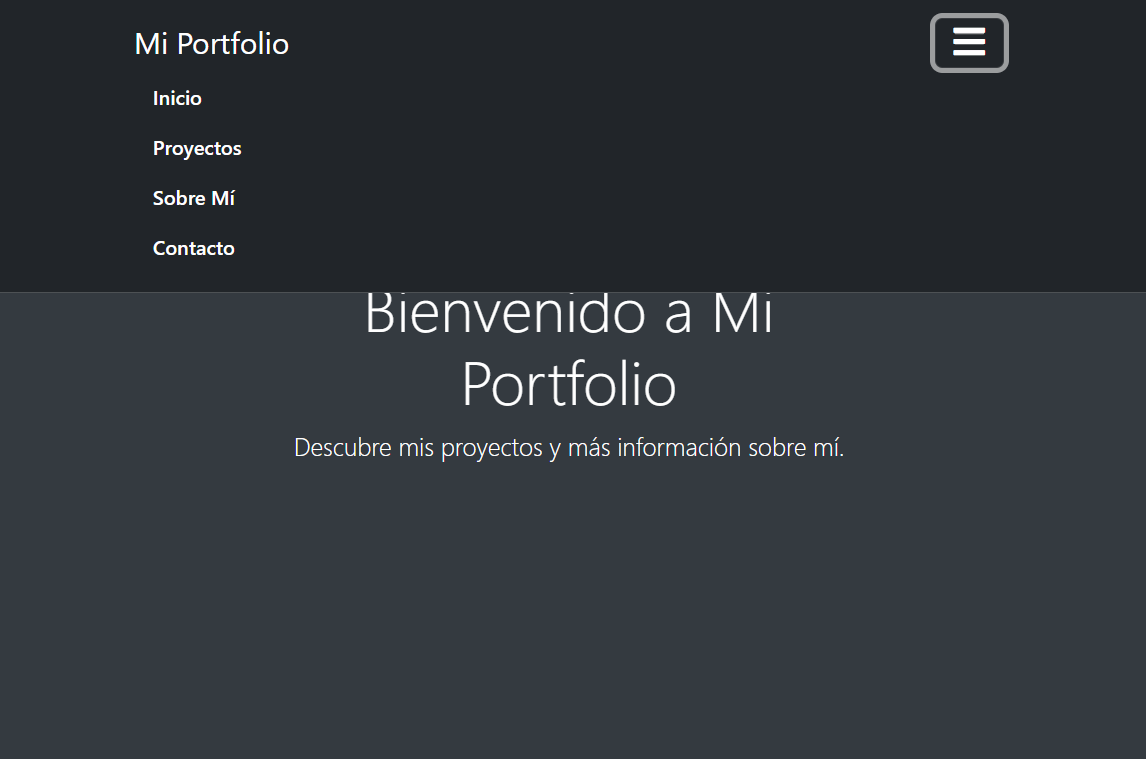 Mi Portfolio
Inicio
Proyectos
Sobre Mí
Contacto
Bienvenido a Mi
Portfolio
Descubre mis proyectos y más información sobre mí.